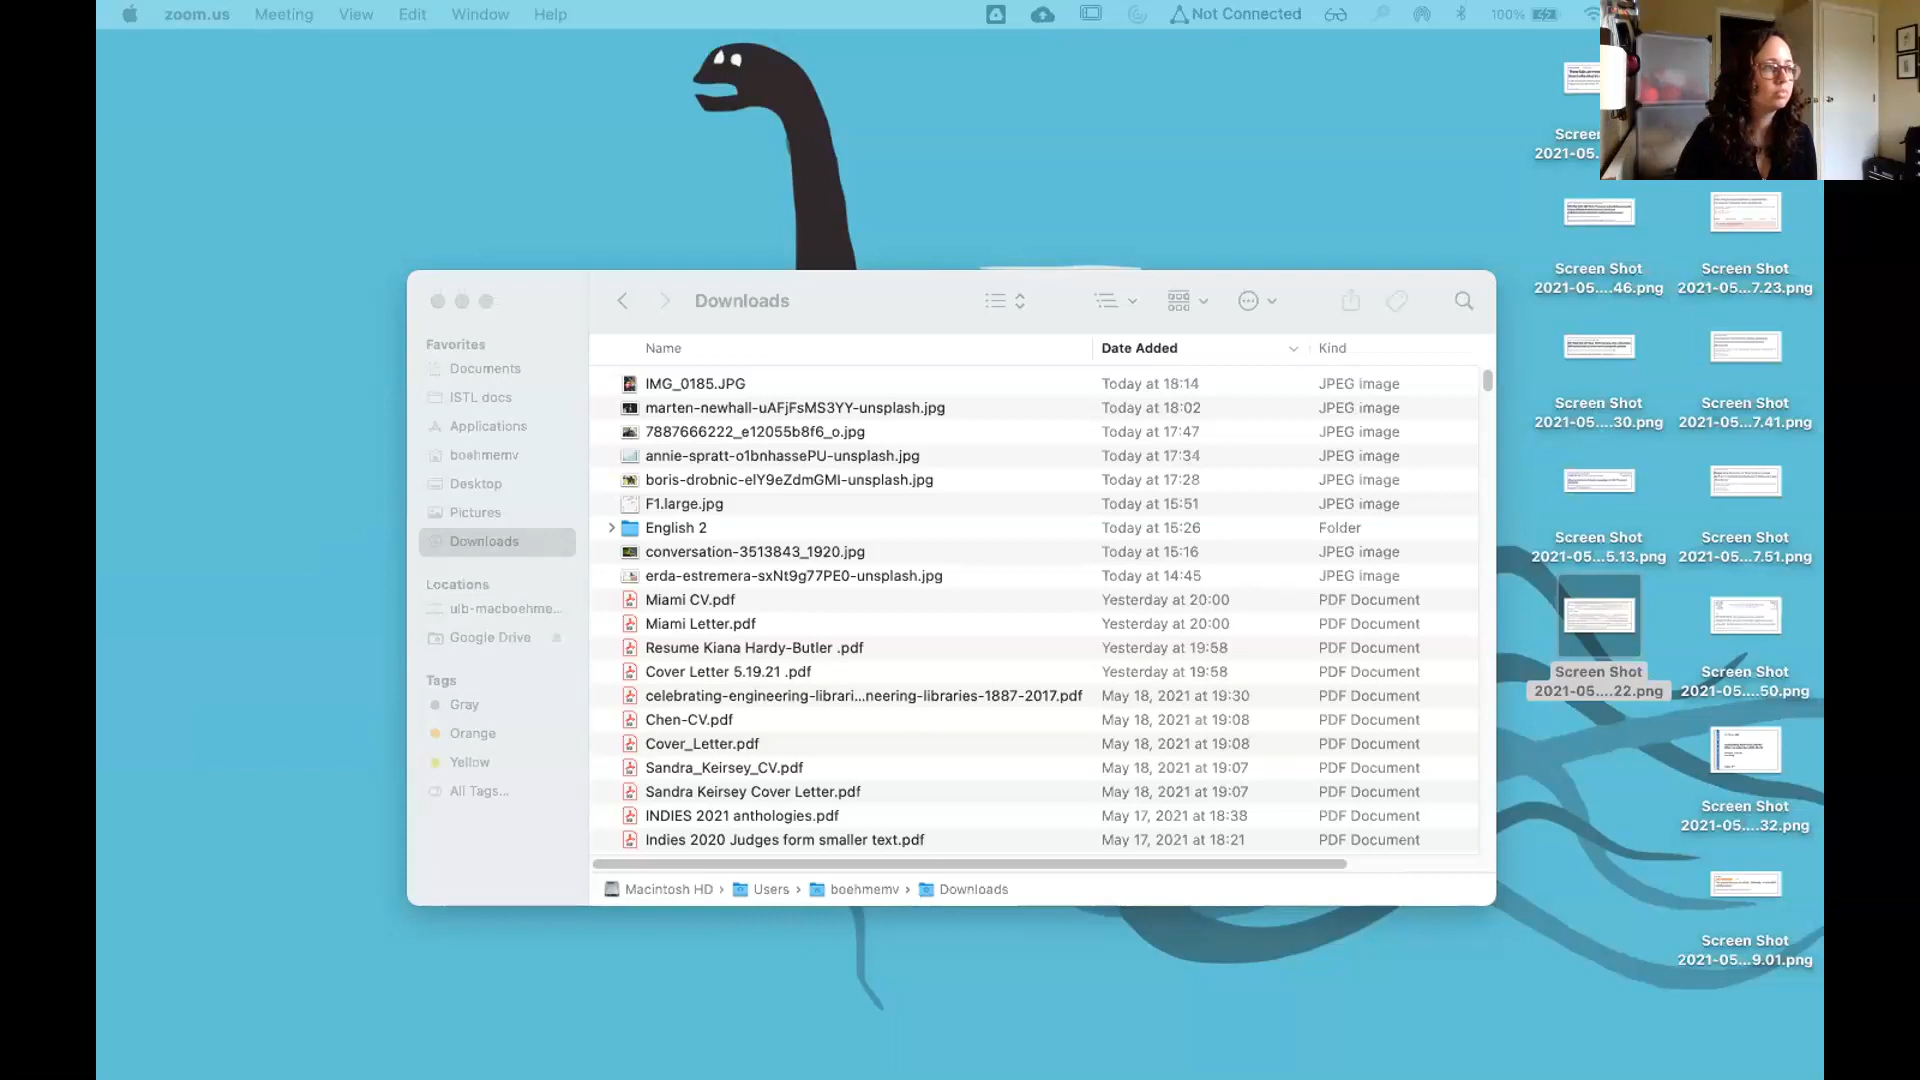 zoom.us Meeting View Edit Window Help Not Connected 100%
Downloads
Favorites
Documents
ISTL docs
Applications
boehmemv
Desktop
Pictures
Downloads
Locations
ulb-macboehme...
Google Drive
Tags
Gray
Orange
Yellow
All Tags...
Name Date Added Kind
IMG_0185.JPG Today at 18:14 JPEG image
marten-newhall-uAFjFsMS3YY-unsplash.jpg Today at 18:02 JPEG image
7887666222_e12055b8f6_o.jpg Today at 17:47 JPEG image
annie-spratt-o1bnhassePU-unsplash.jpg Today at 17:34 JPEG image
boris-drobnic-elY9eZdmGMI-unsplash.jpg Today at 17:28 JPEG image
F1.large.jpg Today at 15:51 JPEG image
English 2 Today at 15:26 Folder
conversation-3513843_1920.jpg Today at 15:16 JPEG image
erda-estremera-sxNt9g77PE0-unsplash.jpg Today at 14:45 JPEG image
Miami CV.pdf Yesterday at 20:00 PDF Document
Miami Letter.pdf Yesterday at 20:00 PDF Document
Resume Kiana Hardy-Butler .pdf Yesterday at 19:58 PDF Document
Cover Letter 5.19.21 .pdf Yesterday at 19:58 PDF Document
celebrating-engineering-librari...neering-libraries-1887-2017.pdf May 18, 2021 at 19:30 PDF Document
Chen-CV.pdf May 18, 2021 at 19:08 PDF Document
Cover_Letter.pdf May 18, 2021 at 19:08 PDF Document
Sandra_Keirsey_CV.pdf May 18, 2021 at 19:07 PDF Document
Sandra Keirsey Cover Letter.pdf May 18, 2021 at 19:07 PDF Document
INDIES 2021 anthologies.pdf May 17, 2021 at 18:38 PDF Document
Indies 2020 Judges form smaller text.pdf May 17, 2021 at 18:21 PDF Document
Macintosh HD › Users › boehmemv › Downloads
Scree
2021-05.
Screen Shot Screen Shot
2021-05....46.png 2021-05...7.23.png
Screen Shot Screen Shot
2021-05....30.png 2021-05...7.41.png
Screen Shot Screen Shot
2021-05...5.13.png 2021-05...7.51.png
Screen Shot Screen Shot
2021-05....22.png 2021-05....50.png
Screen Shot
2021-05....32.png
Screen Shot
2021-05...9.01.png